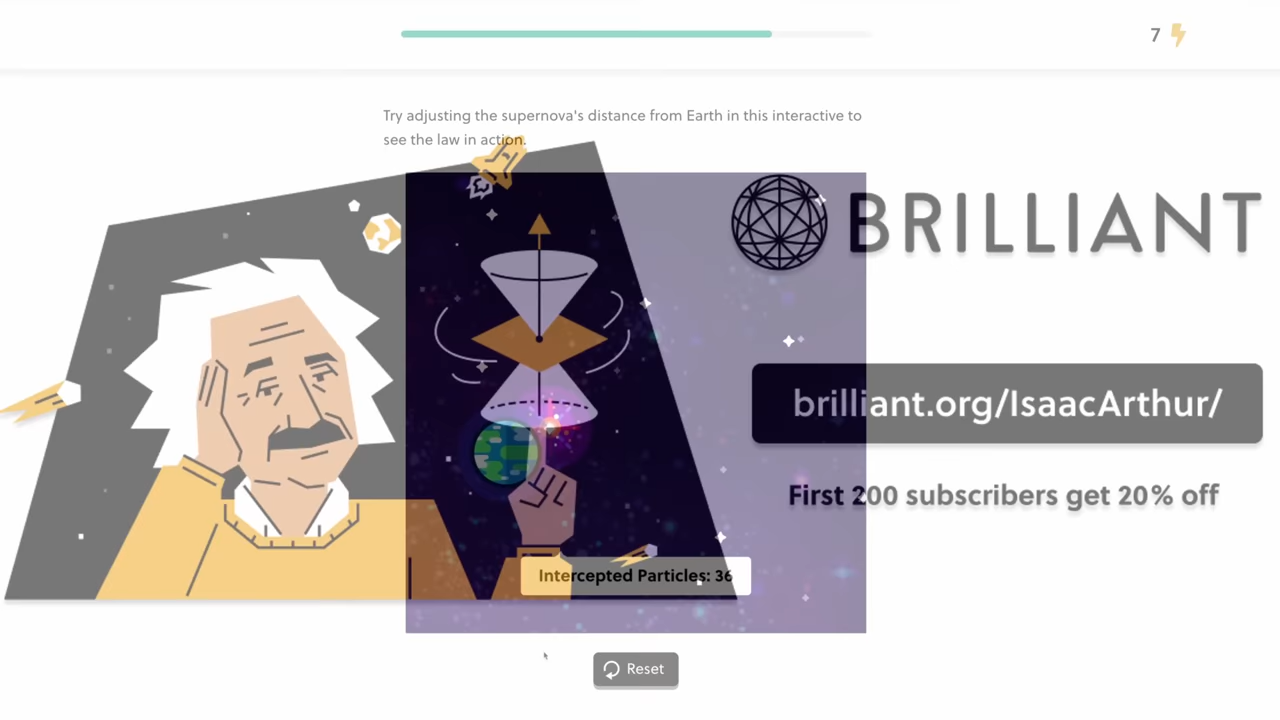 7
Try adjusting the supernova's distance from Earth in this interactive to
see the law in action.
BRILLIANT
brilliant.org/IsaacArthur/
First 200 subscribers get 20% off
Intercepted Particles: 36
Reset